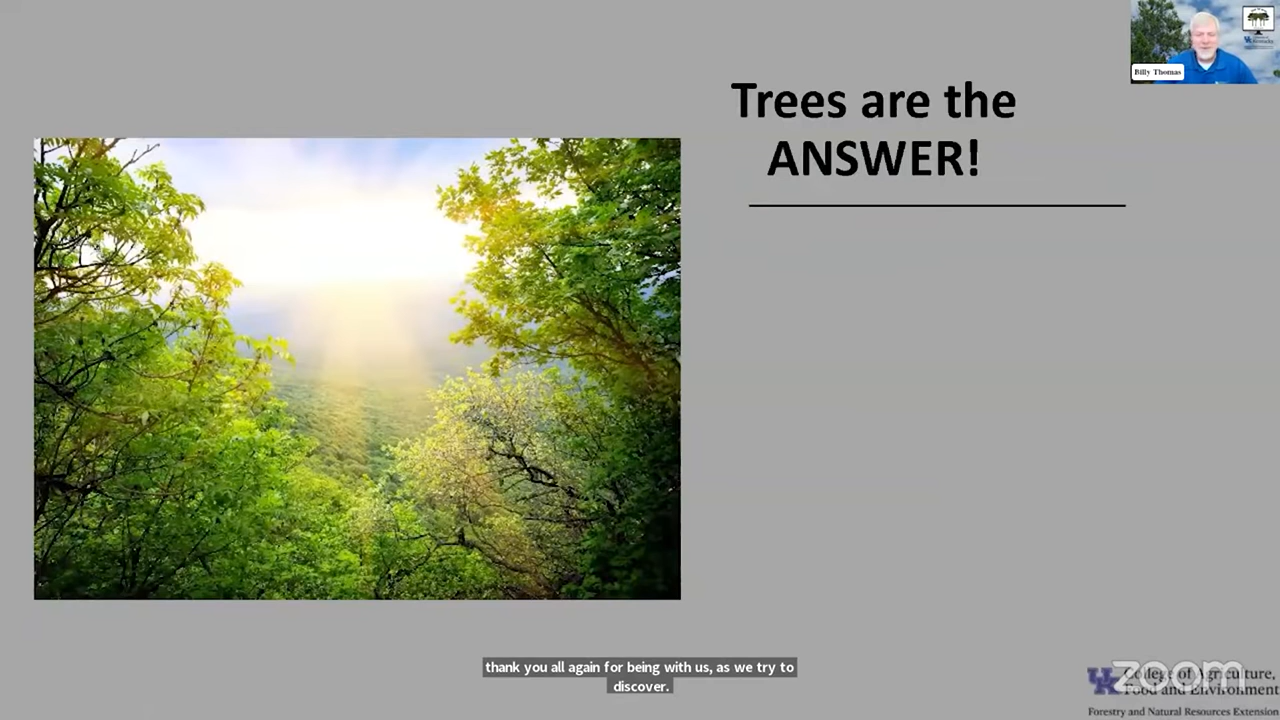 Billy Thomas
Trees are the
ANSWER!
thank you all again for being with us, as we try to
discover.
zoom
UK College of Agriculture,
Food and Environment
Forestry and Natural Resources Extension